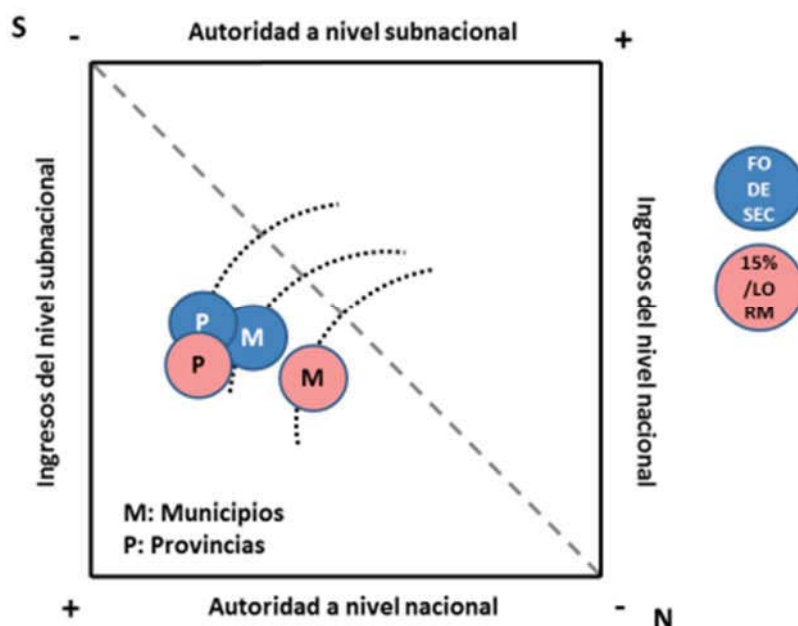 S
- Autoridad a nivel subnacional +
Ingresos del nivel subnacional
Ingresos del nivel nacional
FO
DE
SEC
15%
/LO
RM
P
M
P
M
M: Municipios
P: Provincias
+ Autoridad a nivel nacional - N